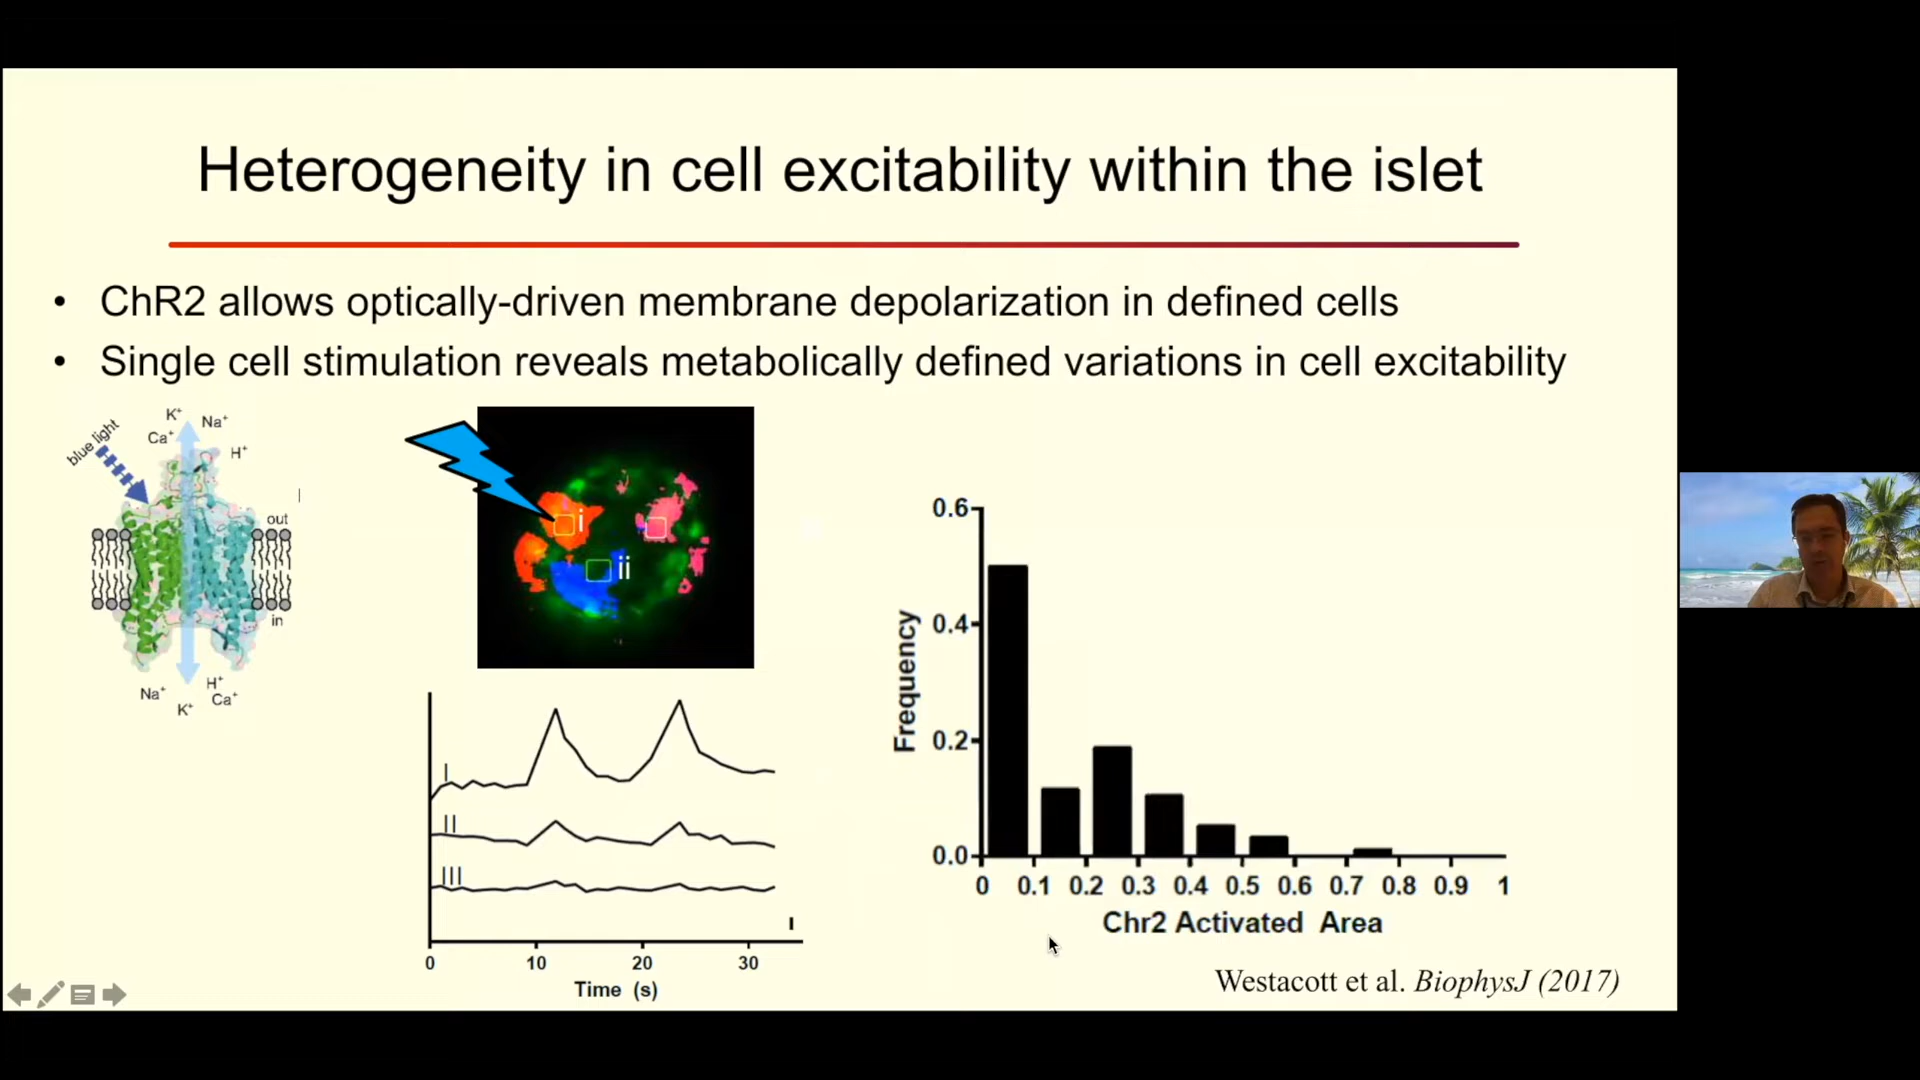 Heterogeneity in cell excitability within the islet
• ChR2 allows optically-driven membrane depolarization in defined cells
• Single cell stimulation reveals metabolically defined variations in cell excitability
K⁺
Na⁺
Ca⁺
H⁺
blue light
out
in
Na⁺
H⁺
K⁺
Ca⁺
i
ii
I
II
III
0 10 20 30
Time (s)
0.6
0.4
0.2
0.0
Frequency
0 0.1 0.2 0.3 0.4 0.5 0.6 0.7 0.8 0.9 1
Chr2 Activated Area
Westacott et al. BiophysJ (2017)